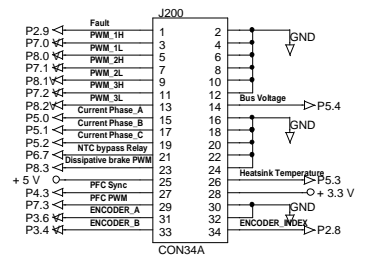 J200
Fault
P2.9 1 2
PWM_1H
GND
P7.0 3 4
PWM_1L
P8.0 5 6
PWM_2H
P7.1 7 8
PWM_2L
P8.1 9 10
PWM_3H
P7.2 11 12
PWM_3L Bus Voltage
P8.2 13 14 P5.4
Current Phase_A
P5.0 15 16
Current Phase_B
GND
P5.1 17 18
Current Phase_C
P5.2 19 20
NTC bypass Relay
P6.7 21 22
Dissipative brake PWM
P8.3 23 24
Heatsink Temperature
+ 5 V 25 26 P5.3
PFC Sync
P4.3 27 28 + 3.3 V
PFC PWM
P7.3 29 30
ENCODER_A GND
P3.6 31 32
ENCODER_B ENCODER_INDEX
P3.4 33 34 P2.8
CON34A